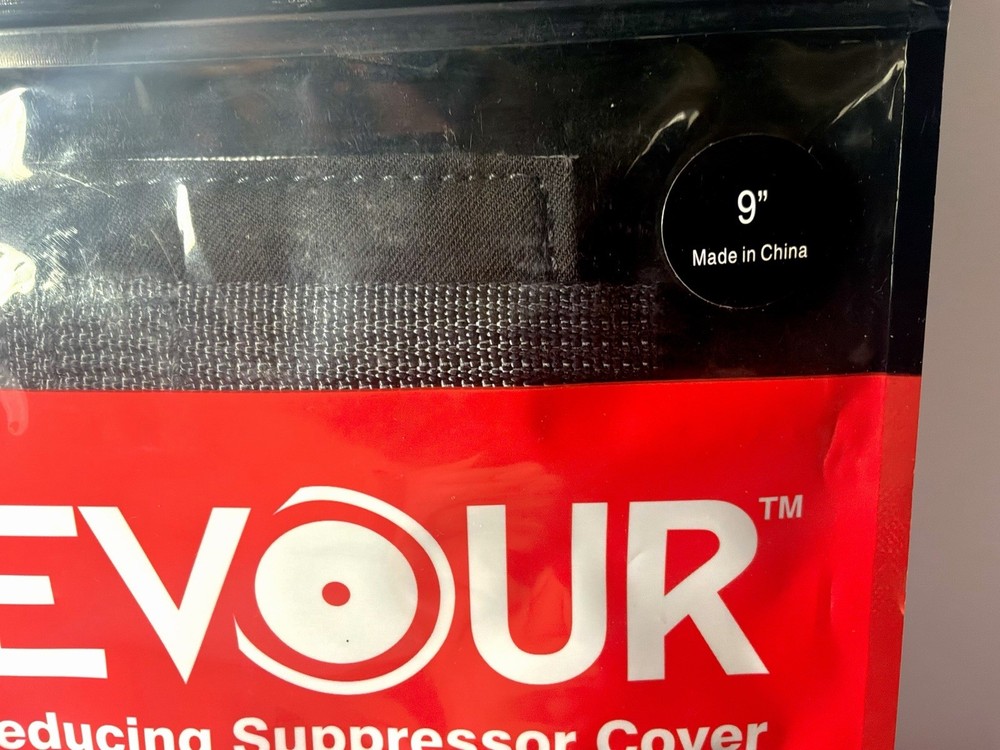 9”
Made in China
EVOUR™
educing Suppressor Cover